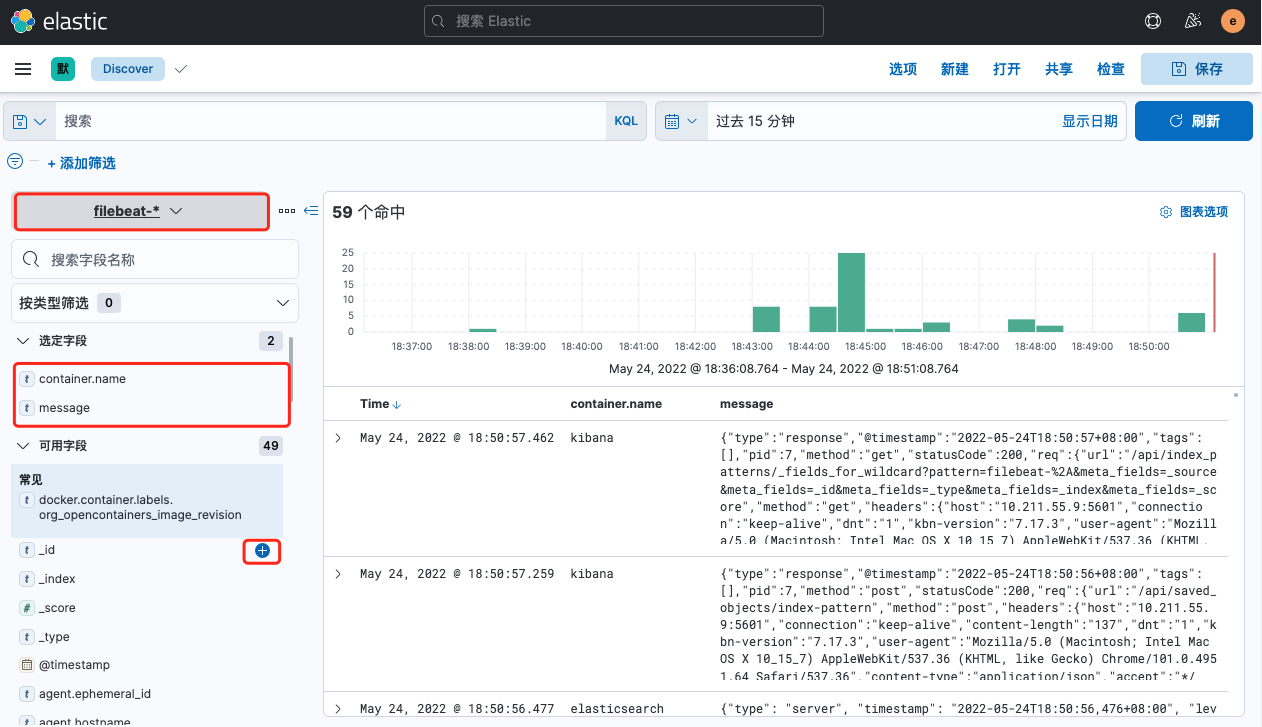 elastic
搜索 Elastic
e
默
Discover
选项
新建
打开
共享
检查
保存
搜索
KQL
过去 15 分钟
显示日期
刷新
+ 添加筛选
filebeat-*
搜索字段名称
按类型筛选 0
选定字段 2
t container.name
t message
可用字段 49
常见
t docker.container.labels.
org_opencontainers_image_revision
t _id
t _index
# _score
t _type
@timestamp
t agent.ephemeral_id
t agent.hostname
59 个命中
图表选项
25
20
15
10
5
0
18:37:00 18:38:00 18:39:00 18:40:00 18:41:00 18:42:00 18:43:00 18:44:00 18:45:00 18:46:00 18:47:00 18:48:00 18:49:00 18:50:00
May 24, 2022 @ 18:36:08.764 - May 24, 2022 @ 18:51:08.764
Time container.name message
May 24, 2022 @ 18:50:57.462 kibana {"type":"response","@timestamp":"2022-05-24T18:50:57+08:00","tags":
[],"pid":7,"method":"get","statusCode":200,"req":{"url":"/api/index_p
atterns/_fields_for_wildcard?pattern=filebeat-%2A&meta_fields=_source
&meta_fields=_id&meta_fields=_type&meta_fields=_index&meta_fields=_sc
ore","method":"get","headers":{"host":"10.211.55.9:5601","connectio
n":"keep-alive","dnt":"1","kbn-version":"7.17.3","user-agent":"Mozill
a/5.0 (Macintosh; Intel Mac OS X 10_15_7) AppleWebKit/537.36 (KHTML,
May 24, 2022 @ 18:50:57.259 kibana {"type":"response","@timestamp":"2022-05-24T18:50:56+08:00","tags":
[],"pid":7,"method":"post","statusCode":200,"req":{"url":"/api/saved_
objects/index-pattern","method":"post","headers":{"host":"10.211.55.
9:5601","connection":"keep-alive","content-length":"137","dnt":"1","k
bn-version":"7.17.3","user-agent":"Mozilla/5.0 (Macintosh; Intel Mac
OS X 10_15_7) AppleWebKit/537.36 (KHTML, like Gecko) Chrome/101.0.495
1.64 Safari/537.36","content-type":"application/json","accept":"*/
May 24, 2022 @ 18:50:56.477 elasticsearch {"type": "server", "timestamp": "2022-05-24T18:50:56,476+08:00", "lev